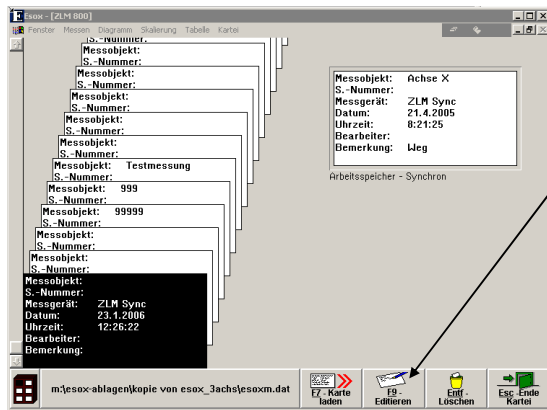 Esox - [ZLM 800]
Fenster Messen Diagramm Skalierung Tabelle Kartei
S.-Nummer:
Messobjekt:
S.-Nummer:
Messobjekt:
S.-Nummer:
Messobjekt:
S.-Nummer:
Messobjekt:
S.-Nummer:
Messobjekt:
S.-Nummer:
Messobjekt: Testmessung
S.-Nummer:
Messobjekt: 999
S.-Nummer:
Messobjekt: 99999
S.-Nummer:
Messobjekt:
S.-Nummer:
Messobjekt:
S.-Nummer:
Messobjekt:
S.-Nummer:
Messgerät: ZLM Sync
Datum: 23.1.2006
Uhrzeit: 12:26:22
Bearbeiter:
Bemerkung:
Messobjekt: Achse X
S.-Nummer:
Messgerät: ZLM Sync
Datum: 21.4.2005
Uhrzeit: 8:21:25
Bearbeiter:
Bemerkung: Weg
Arbeitsspeicher - Synchron
m:\esox-ablagen\kopie von esox_3achs\esoxm.dat
F7 - Karte
laden
F9 -
Editieren
Entf -
Löschen
Esc -Ende
Kartei